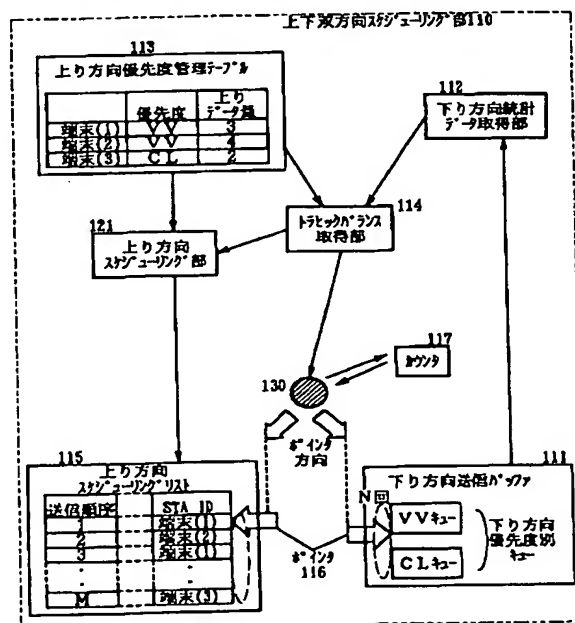 上下双方向スケジューリング部110
113
上り方向優先度管理テーブル
優先度 上りデータ量
端末(1) VV 3
端末(2) VV 4
端末(3) CL 2
112
下り方向統計
データ取得部
114
トラヒックバランス
取得部
121
上り方向
スケジューリング部
117
カウンタ
130
ポインタ
方向
115
上り方向
スケジューリングリスト
送信順序 STA ID
1 端末(1)
2 端末(2)
3 端末(1)
M 端末(3)
ポインタ
116
111
下り方向送信バッファ
N回
VVキュー
CLキュー
下り方向
優先度別
キュー